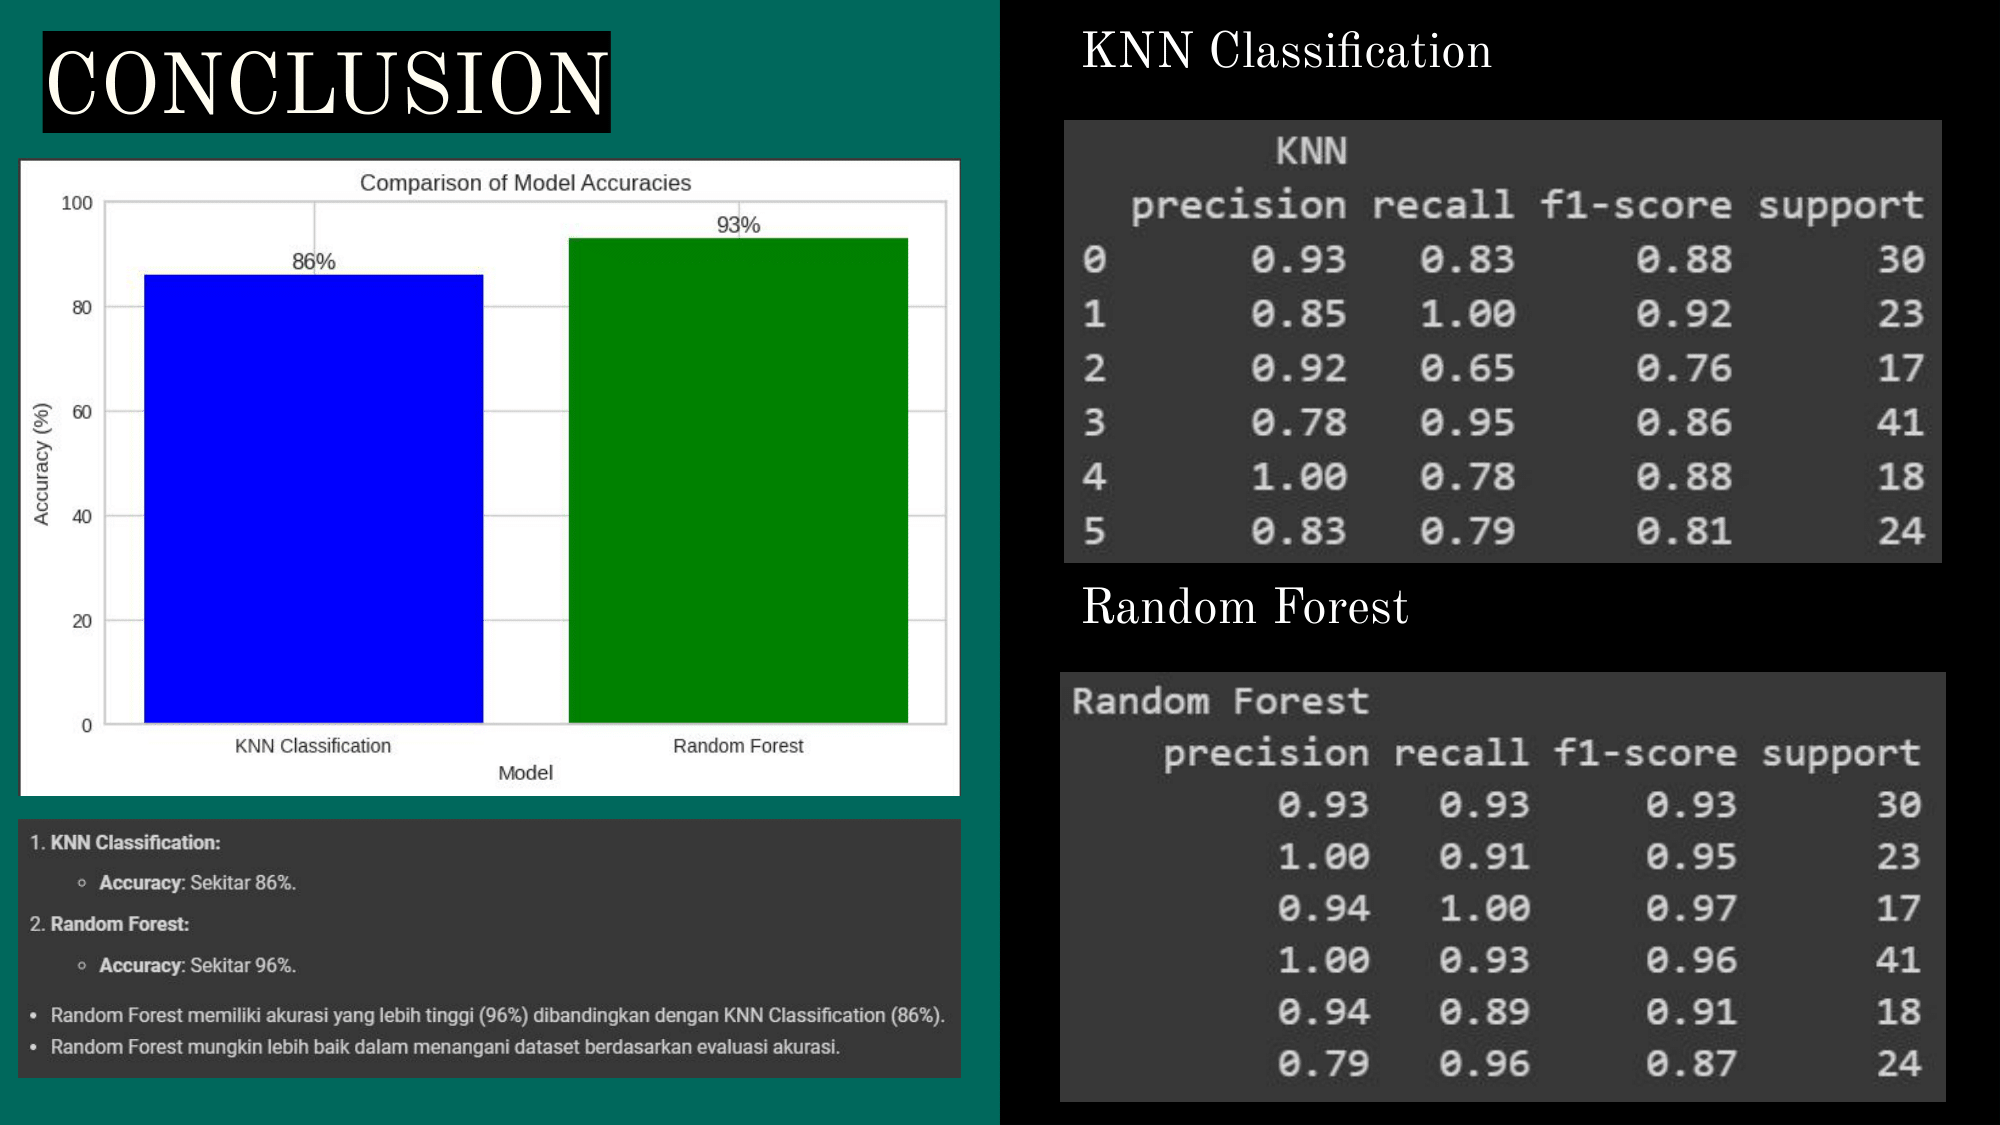 CONCLUSION
Comparison of Model Accuracies
100
93%
86%
80
60
40
20
0
Accuracy (%)
KNN Classification Random Forest
Model
1. KNN Classification:
◦ Accuracy: Sekitar 86%.
2. Random Forest:
◦ Accuracy: Sekitar 96%.
• Random Forest memiliki akurasi yang lebih tinggi (96%) dibandingkan dengan KNN Classification (86%).
• Random Forest mungkin lebih baik dalam menangani dataset berdasarkan evaluasi akurasi.
KNN Classification
KNN
precision recall f1-score support
0 0.93 0.83 0.88 30
1 0.85 1.00 0.92 23
2 0.92 0.65 0.76 17
3 0.78 0.95 0.86 41
4 1.00 0.78 0.88 18
5 0.83 0.79 0.81 24
Random Forest
Random Forest
precision recall f1-score support
0.93 0.93 0.93 30
1.00 0.91 0.95 23
0.94 1.00 0.97 17
1.00 0.93 0.96 41
0.94 0.89 0.91 18
0.79 0.96 0.87 24